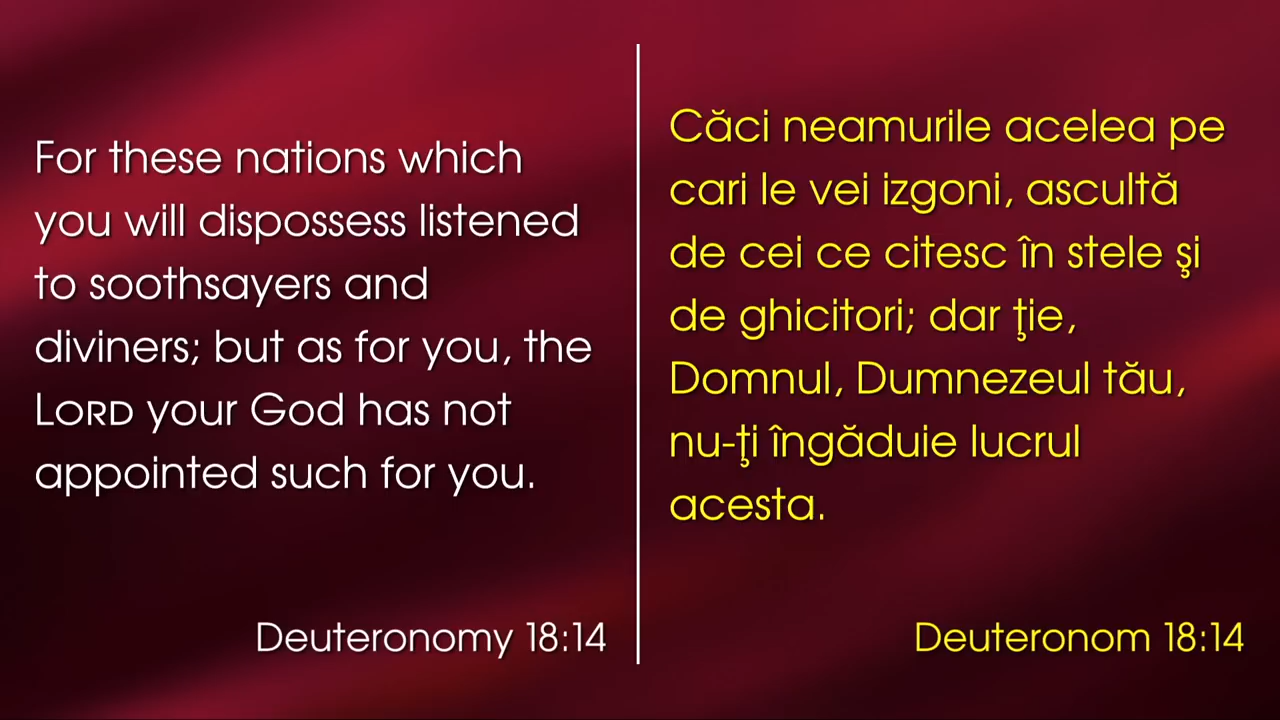 For these nations which
you will dispossess listened
to soothsayers and
diviners; but as for you, the
LORD your God has not
appointed such for you.
Deuteronomy 18:14
Căci neamurile acelea pe
cari le vei izgoni, ascultă
de cei ce citesc în stele şi
de ghicitori; dar ţie,
Domnul, Dumnezeul tău,
nu-ţi îngăduie lucrul
acesta.
Deuteronom 18:14